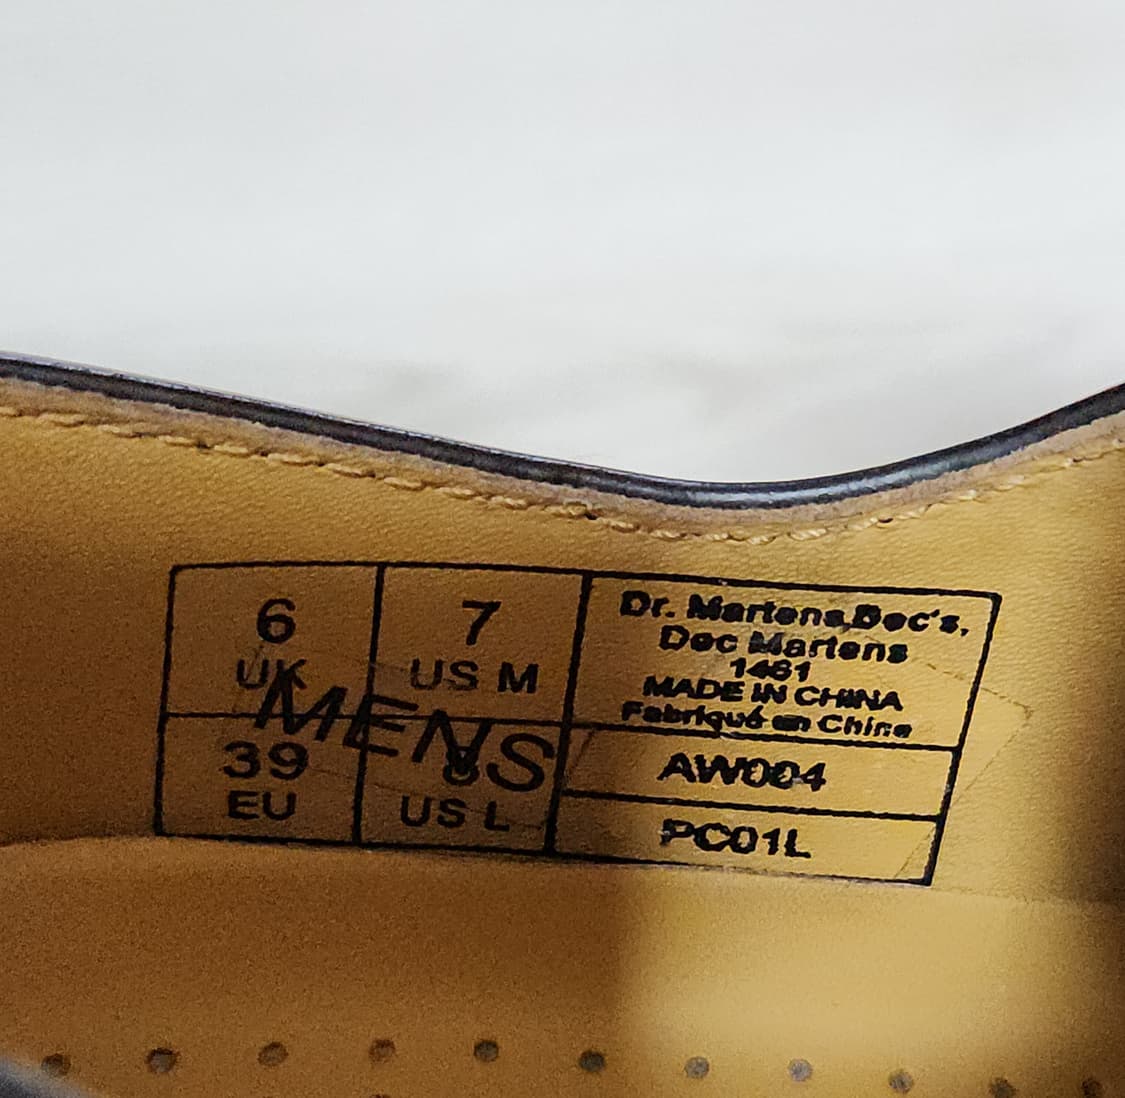 6
UK
7
US M
MENS
39
EU
8
US L
Dr. Martens, Doc's,
Doc Martens
1461
MADE IN CHINA
Fabriqué en Chine
AW004
PC01L